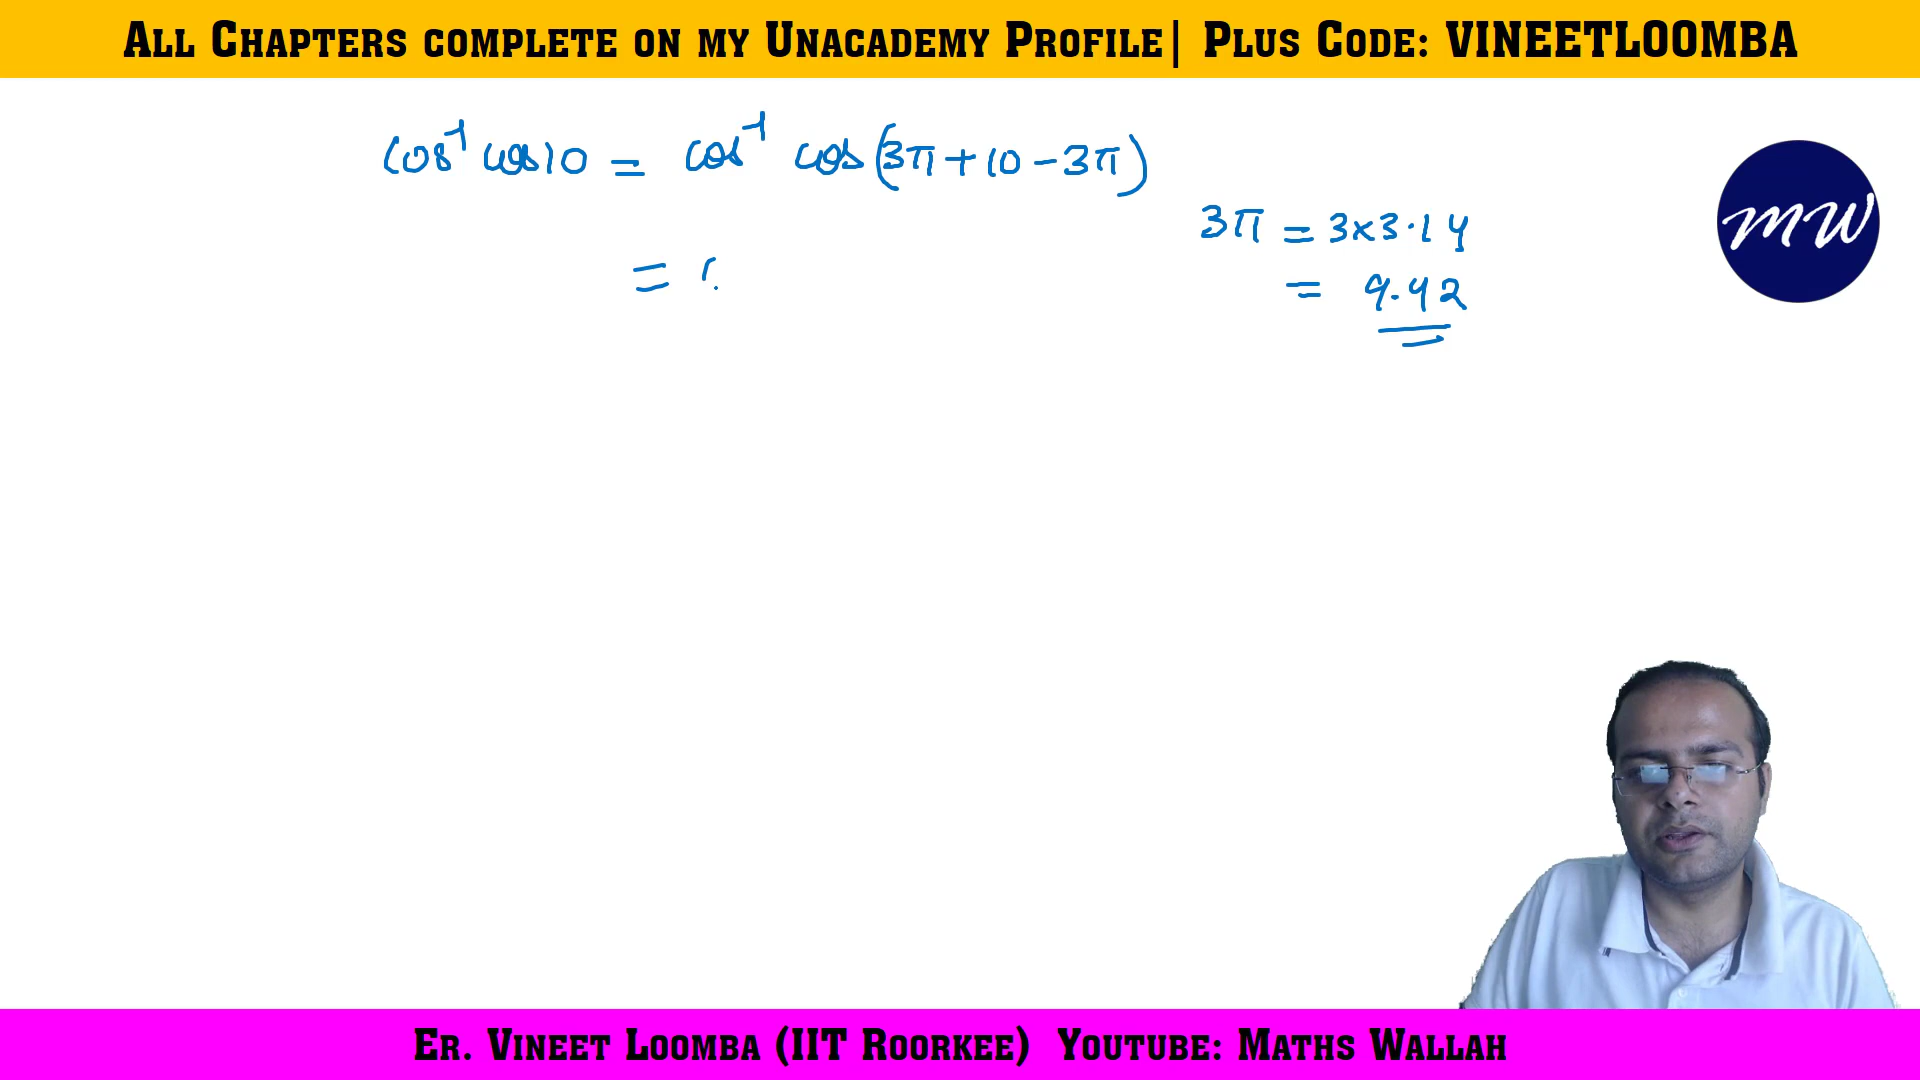 ALL CHAPTERS COMPLETE ON MY UNACADEMY PROFILE| PLUS CODE: VINEETLOOMBA
cos⁻¹ cos10 = cos⁻¹ cos(3π+10-3π)
MW
3π = 3×3.14
= 9.42
= (
ER. VINEET LOOMBA (IIT ROORKEE) YOUTUBE: MATHS WALLAH